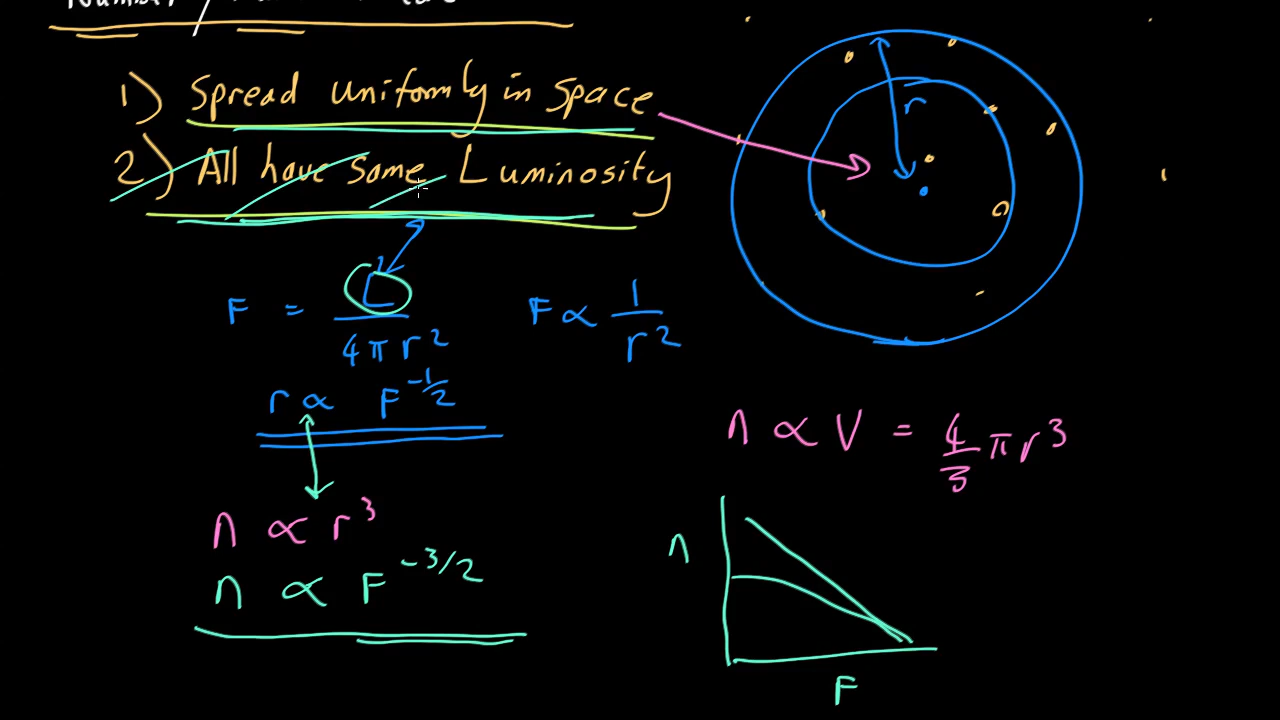 Number /
1) Spread uniformly in space
2) All have same Luminosity
r
F = L / 4πr²
F ∝ 1 / r²
r ∝ F^-1/2
n ∝ V = 4/3 πr³
n ∝ r³
n ∝ F^-3/2
n
F